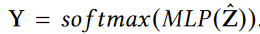 Y = softmax(MLP(Ẑ)).